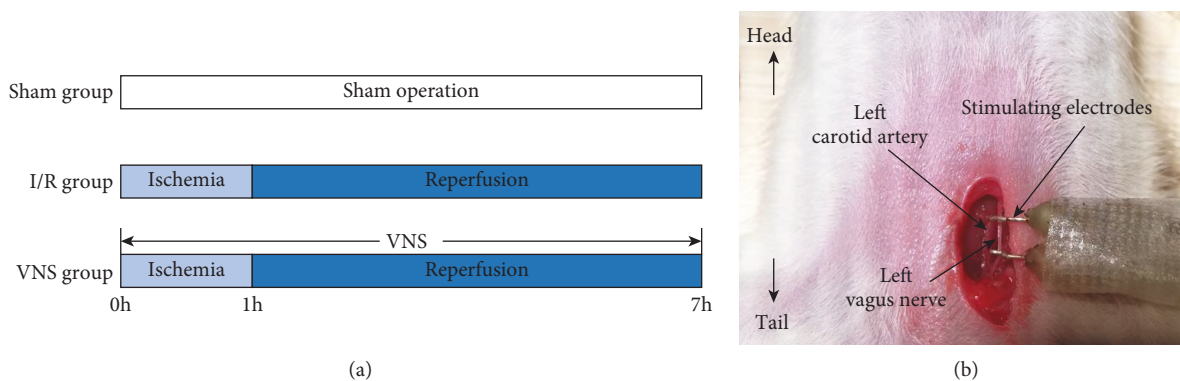 Sham group
Sham operation
I/R group
Ischemia
Reperfusion
VNS
VNS group
Ischemia
Reperfusion
0h
1h
7h
(a)
Head
Left
carotid artery
Stimulating electrodes
Left
vagus nerve
Tail
(b)